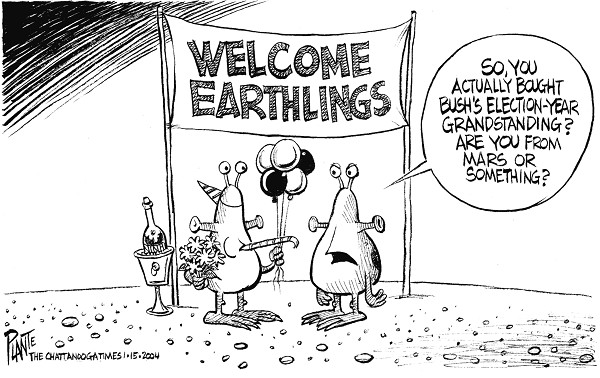 WELCOME
EARTHLINGS
SO, YOU
ACTUALLY BOUGHT
BUSH'S ELECTION-YEAR
GRANDSTANDING?
ARE YOU FROM
MARS OR
SOMETHING?
PLANTE
THE CHATTANOOGA TIMES 1·15·2004